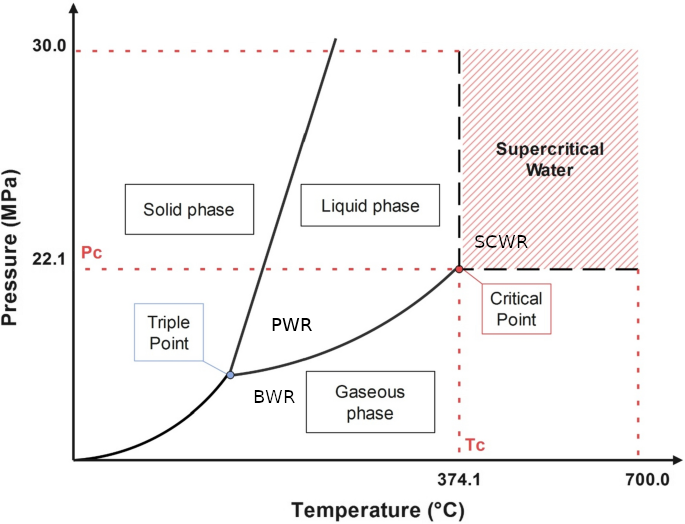 30.0
Supercritical
Water
Solid phase
Liquid phase
Pressure (MPa)
SCWR
Pc
22.1
Critical
Point
Triple
Point
PWR
BWR
Gaseous
phase
Tc
374.1
700.0
Temperature (°C)